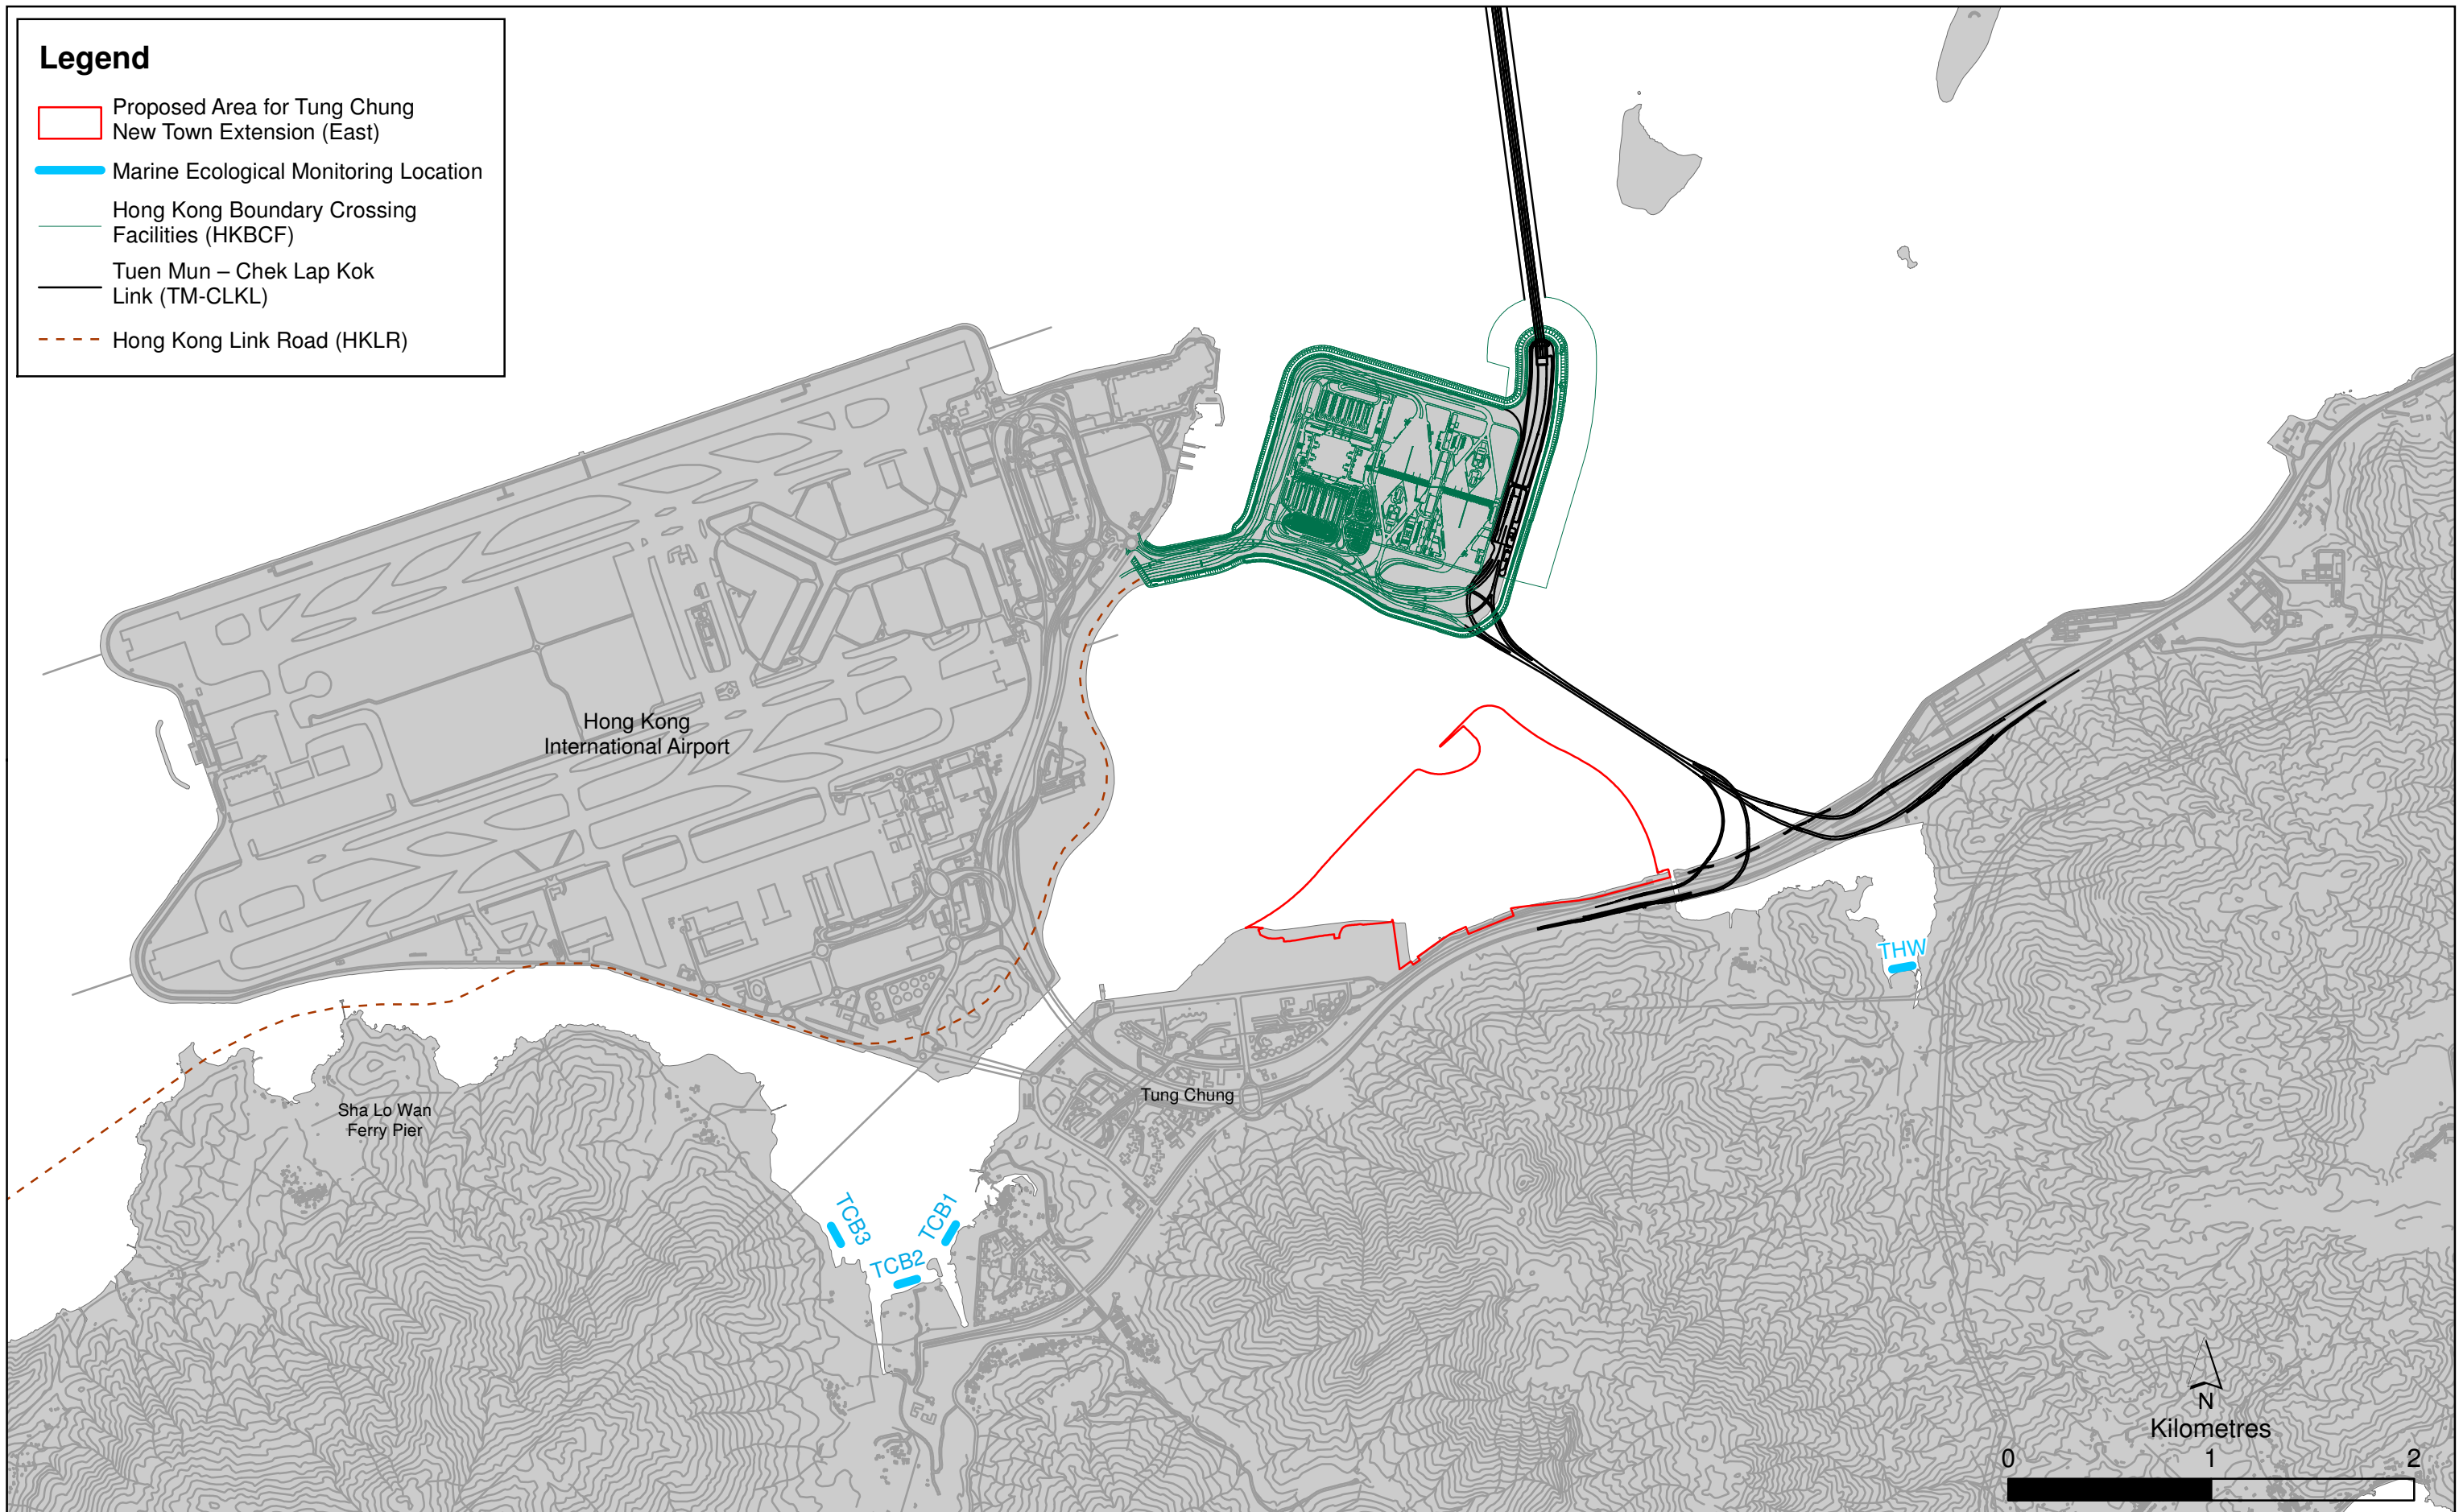 Legend
Proposed Area for Tung Chung
New Town Extension (East)
Marine Ecological Monitoring Location
Hong Kong Boundary Crossing
Facilities (HKBCF)
Tuen Mun – Chek Lap Kok
Link (TM-CLKL)
Hong Kong Link Road (HKLR)
Hong Kong
International Airport
THW
Tung Chung
Sha Lo Wan
Ferry Pier
TCB3
TCB1
TCB2
N
Kilometres
0 1 2